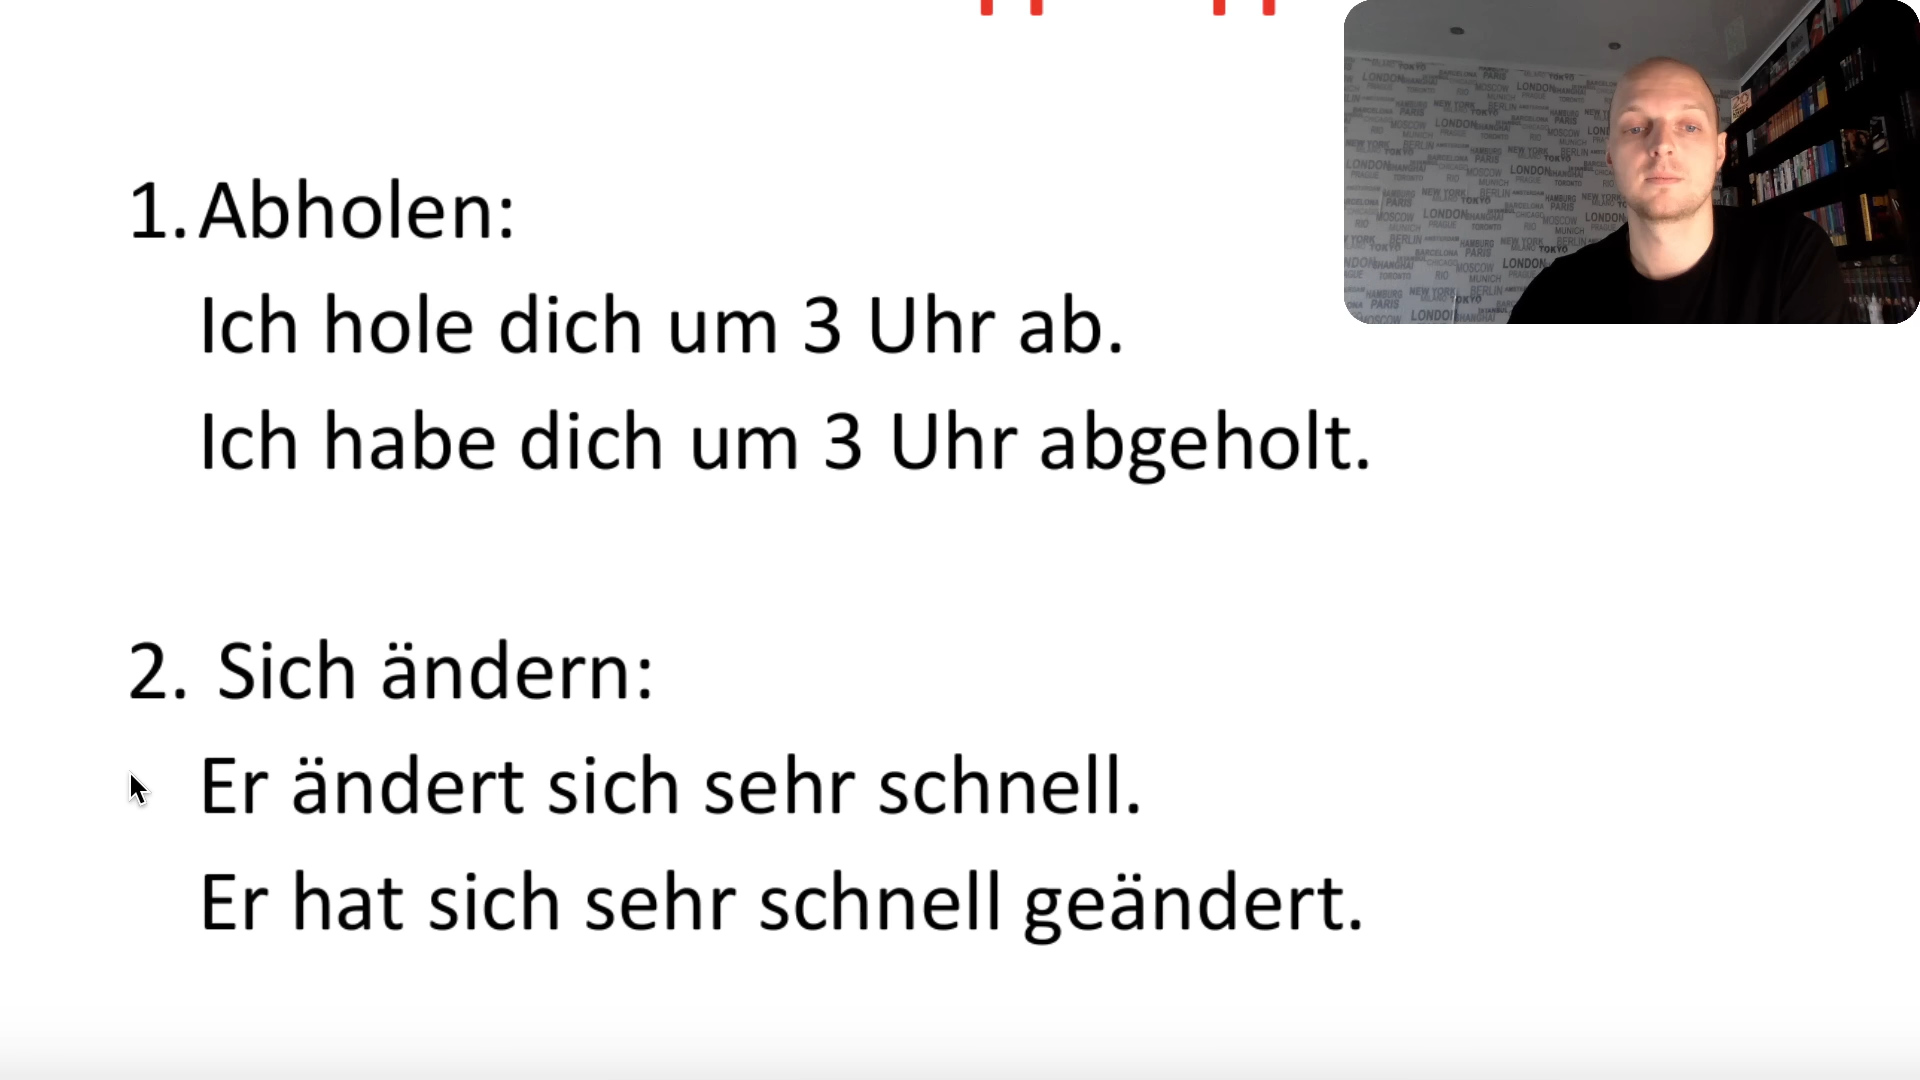 1. Abholen:
Ich hole dich um 3 Uhr ab.
Ich habe dich um 3 Uhr abgeholt.
2. Sich ändern:
Er ändert sich sehr schnell.
Er hat sich sehr schnell geändert.